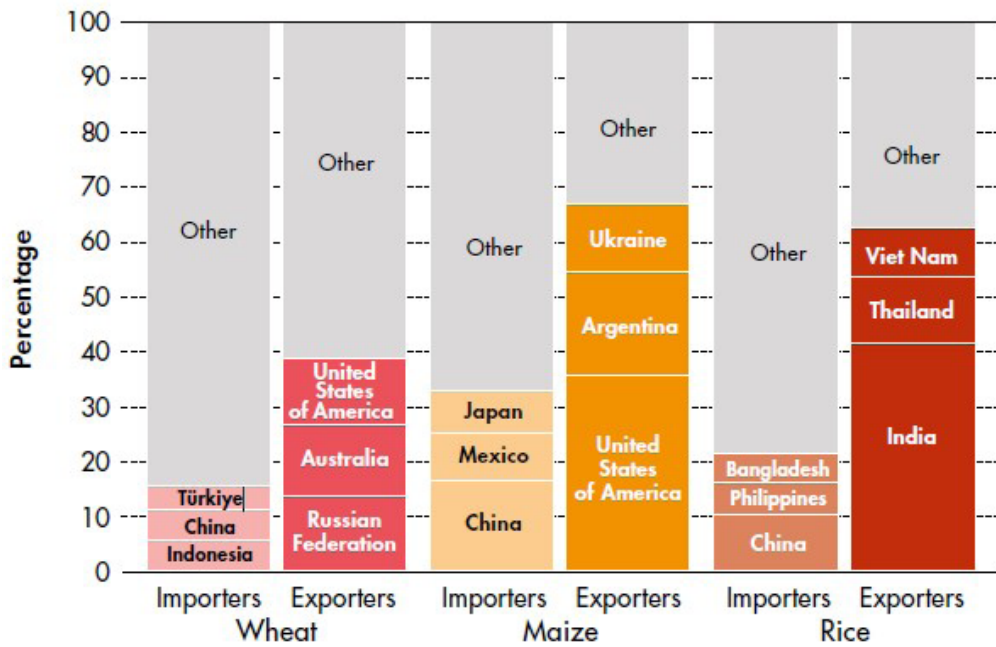 Percentage
100
90
80
70
60
50
40
30
20
10
0
Other
Türkiye
China
Indonesia
Other
United
States
of America
Australia
Russian
Federation
Other
Japan
Mexico
China
Other
Ukraine
Argentina
United
States
of America
Other
Bangladesh
Philippines
China
Other
Viet Nam
Thailand
India
Importers Exporters Importers Exporters Importers Exporters
Wheat Maize Rice